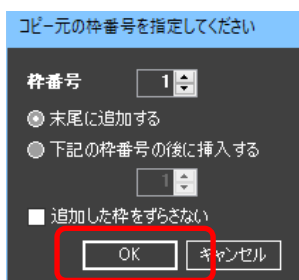 コピー元の枠番号を指定してください
枠番号 1
末尾に追加する
下記の枠番号の後に挿入する
1
追加した枠をずらさない
OK キャンセル